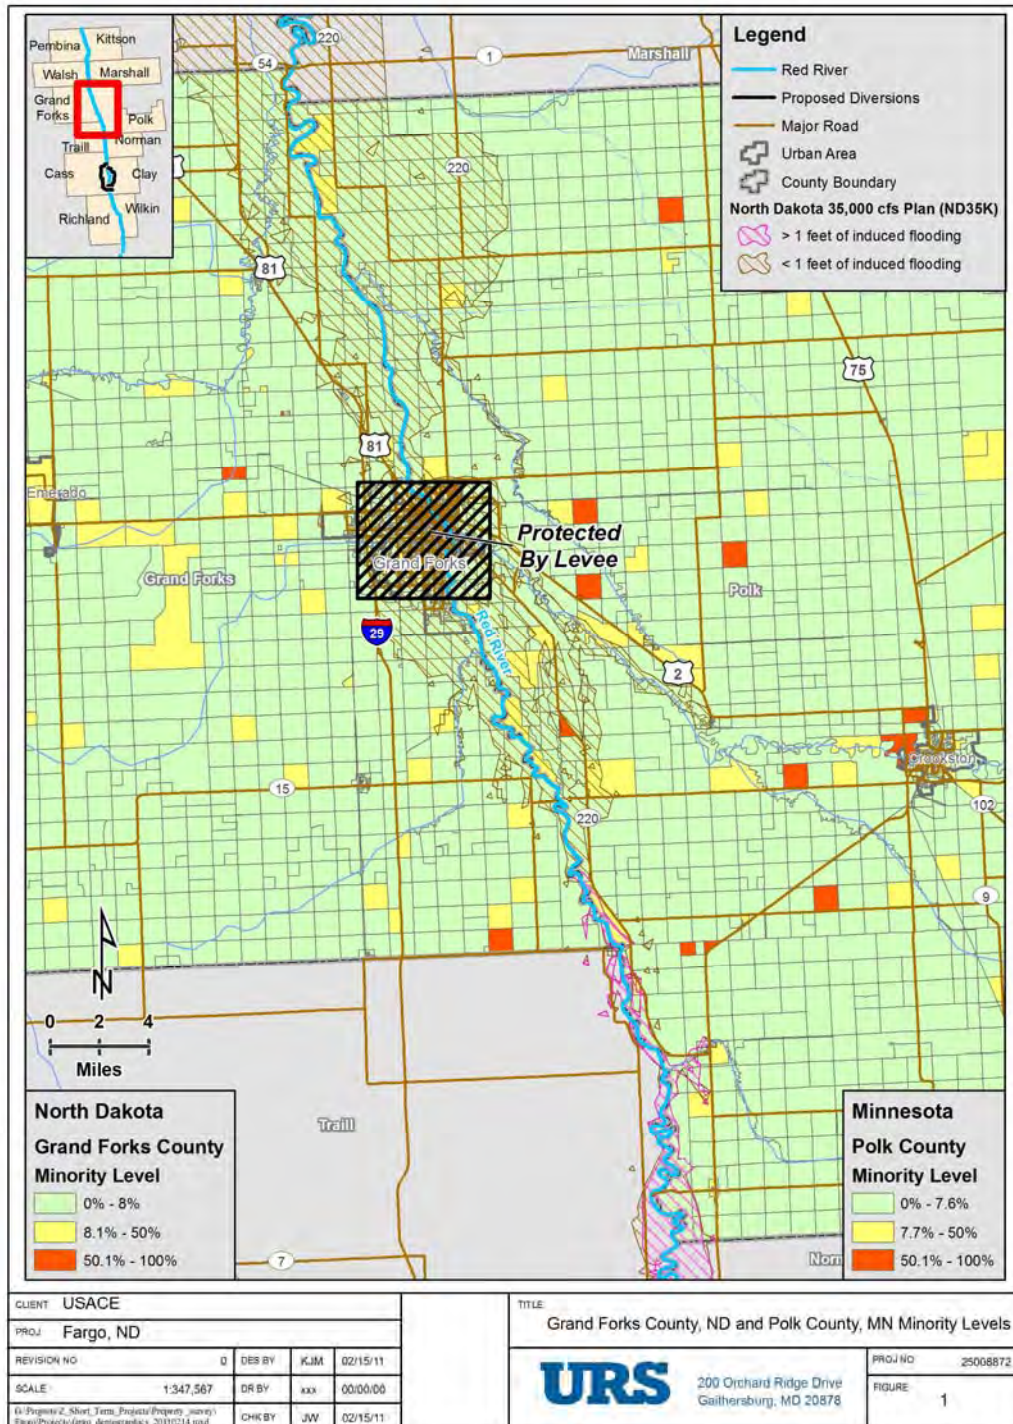 Pembina
Kittson
Walsh
Marshall
Grand
Forks
Polk
Norman
Traill
Cass
Clay
Wilkin
Richland
220
54
1
Marshall
Legend
Red River
Proposed Diversions
Major Road
Urban Area
County Boundary
North Dakota 35,000 cfs Plan (ND35K)
> 1 feet of induced flooding
< 1 feet of induced flooding
220
81
75
81
Emerado
Protected
By Levee
Grand Forks
Grand Forks
Polk
29
Red River
2
Crookston
15
220
102
9
N
0 2 4
Miles
Traill
7
Norm
North Dakota
Grand Forks County
Minority Level
0% - 8%
8.1% - 50%
50.1% - 100%
Minnesota
Polk County
Minority Level
0% - 7.6%
7.7% - 50%
50.1% - 100%
CLIENT USACE
PROJ Fargo, ND
REVISION NO 0 DES BY KJM 02/15/11
SCALE 1:347,567 DR BY xxx 00/00/00
G:\Projects\Z_Short_Term_Projects\Property_survey\
CHK BY JW 02/15/11
TITLE
Grand Forks County, ND and Polk County, MN Minority Levels
URS
200 Orchard Ridge Drive
Gaithersburg, MD 20878
PROJ NO 25008872
FIGURE 1